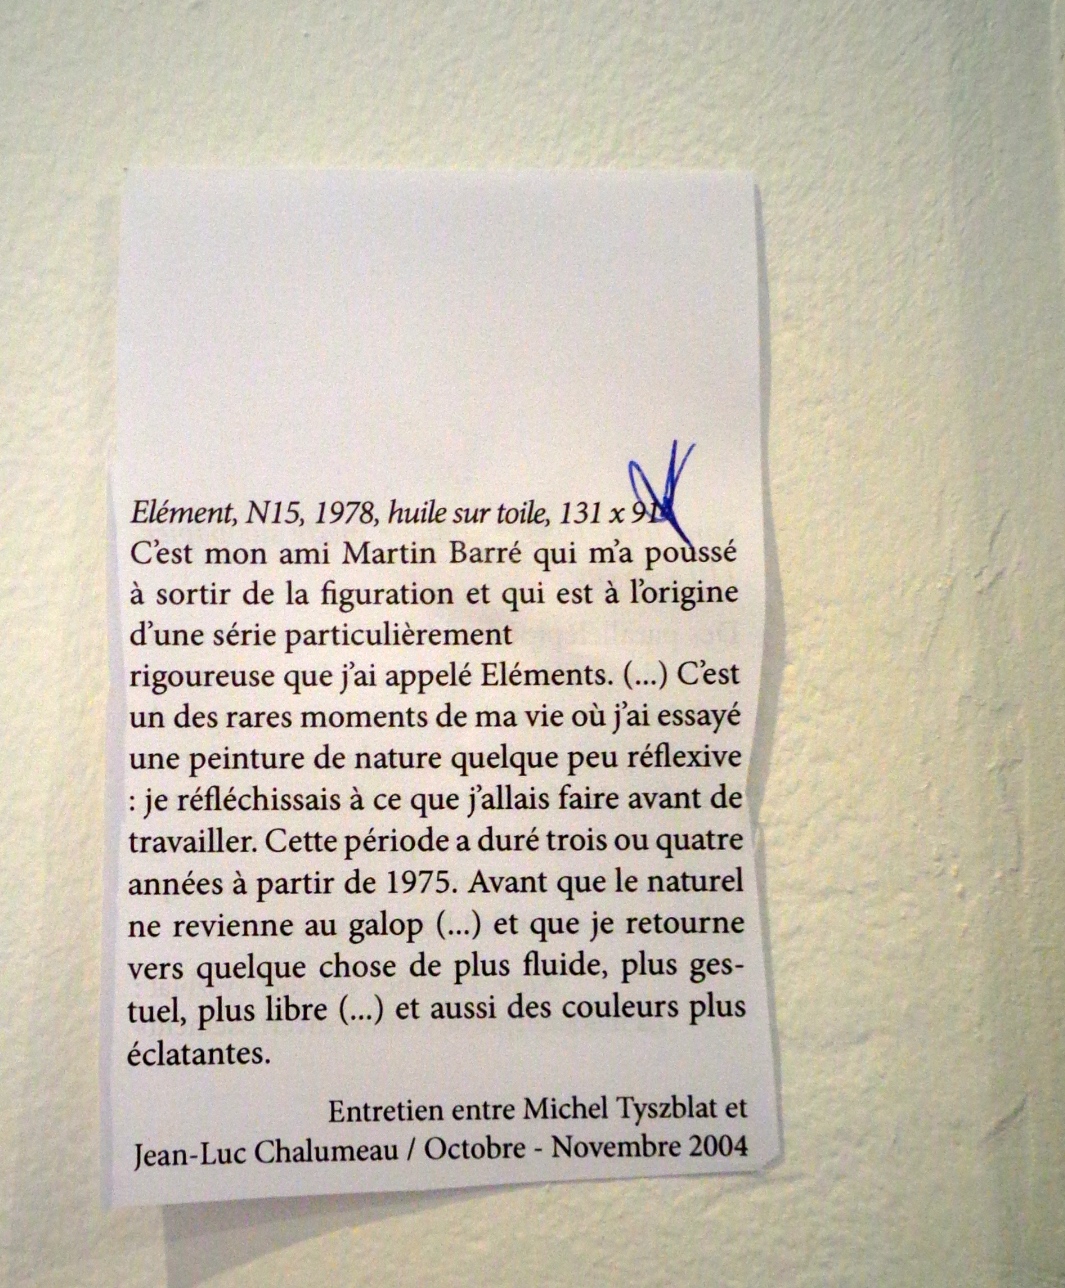 Elément, N15, 1978, huile sur toile, 131 x
C'est mon ami Martin Barré qui m'a poussé
à sortir de la figuration et qui est à l'origine
d'une série particulièrement
rigoureuse que j'ai appelé Eléments. (...) C'est
un des rares moments de ma vie où j'ai essayé
une peinture de nature quelque peu réflexive
: je réfléchissais à ce que j'allais faire avant de
travailler. Cette période a duré trois ou quatre
années à partir de 1975. Avant que le naturel
ne revienne au galop (...) et que je retourne
vers quelque chose de plus fluide, plus ges-
tuel, plus libre (...) et aussi des couleurs plus
éclatantes.
Entretien entre Michel Tyszblat et
Jean-Luc Chalumeau / Octobre - Novembre 2004